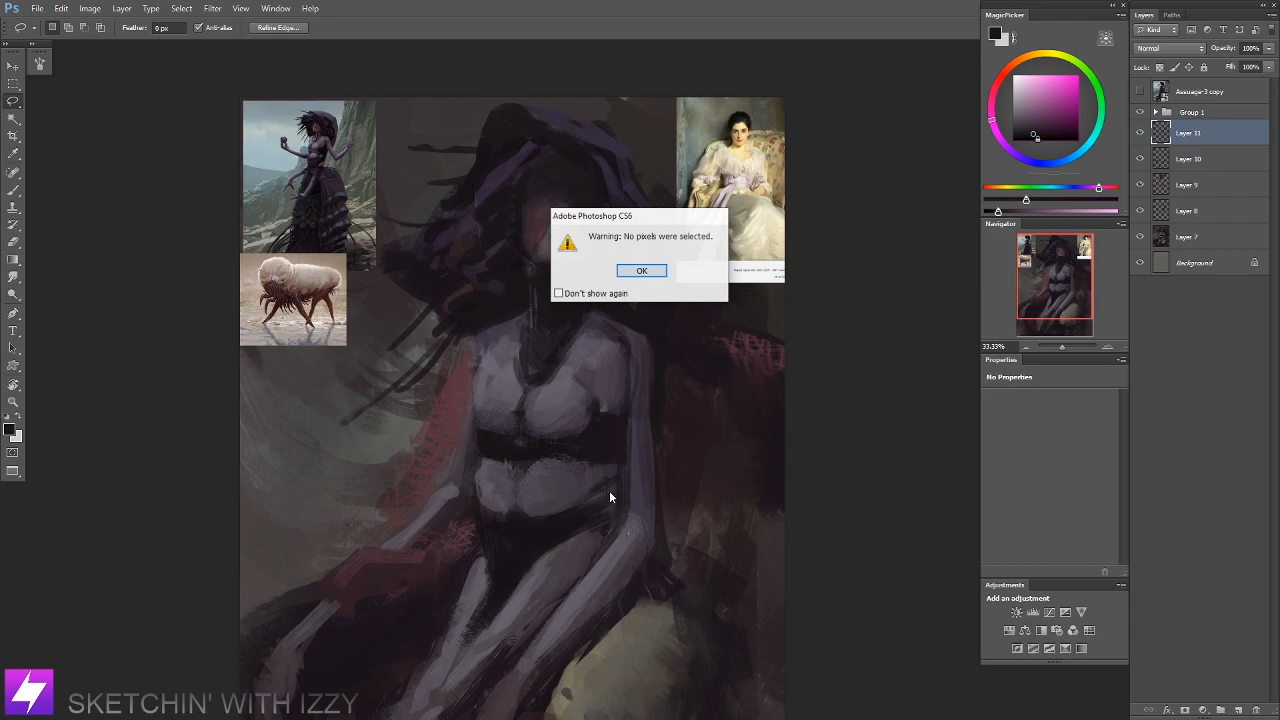 Ps File Edit Image Layer Type Select Filter View Window Help
Feather: 0 px Anti-alias Refine Edge...
MagicPicker
Layers Paths
Kind
Normal Opacity: 100%
Lock: Fill: 100%
Assuage-3 copy
Group 1
Layer 11
Layer 10
Layer 9
Layer 8
Layer 7
Background
Navigator
33.33%
Properties
No Properties
Adjustments
Add an adjustment
Adobe Photoshop CS6
Warning: No pixels were selected.
OK
Don't show again
SKETCHIN' WITH IZZY